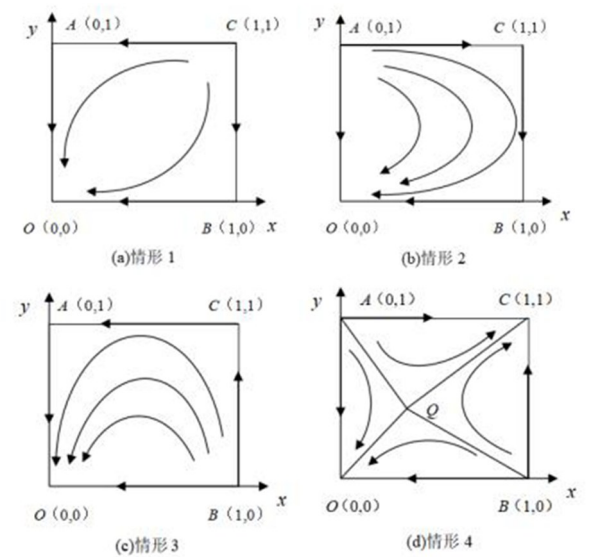 y A（0,1） C（1,1）
O（0,0） B（1,0） x
(a)情形 1
y A（0,1） C（1,1）
O（0,0） B（1,0） x
(b)情形 2
y A（0,1） C（1,1）
O（0,0） B（1,0） x
(c)情形 3
y A（0,1） C（1,1）
Q
O（0,0） B（1,0） x
(d)情形 4